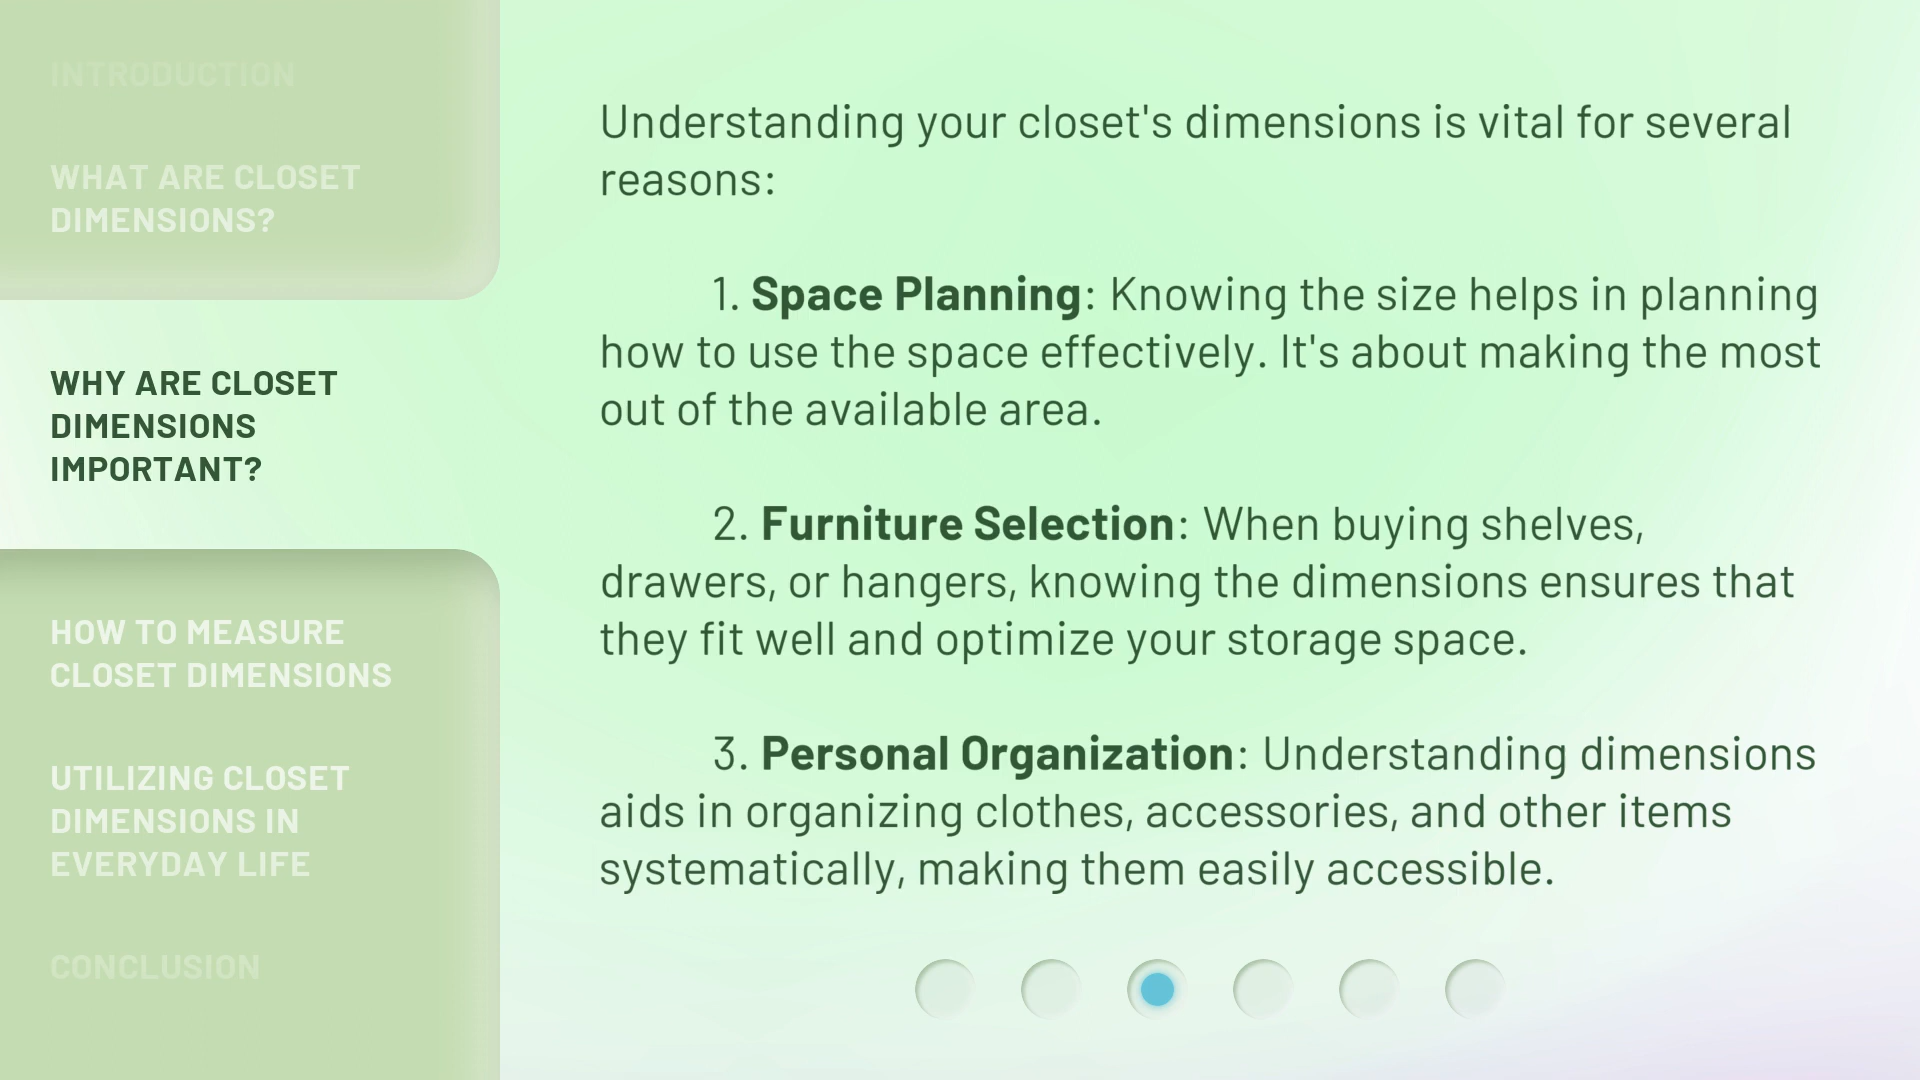 INTRODUCTION
WHAT ARE CLOSET
DIMENSIONS?
WHY ARE CLOSET
DIMENSIONS
IMPORTANT?
HOW TO MEASURE
CLOSET DIMENSIONS
UTILIZING CLOSET
DIMENSIONS IN
EVERYDAY LIFE
CONCLUSION
Understanding your closet's dimensions is vital for several
reasons:
1. Space Planning: Knowing the size helps in planning
how to use the space effectively. It's about making the most
out of the available area.
2. Furniture Selection: When buying shelves,
drawers, or hangers, knowing the dimensions ensures that
they fit well and optimize your storage space.
3. Personal Organization: Understanding dimensions
aids in organizing clothes, accessories, and other items
systematically, making them easily accessible.